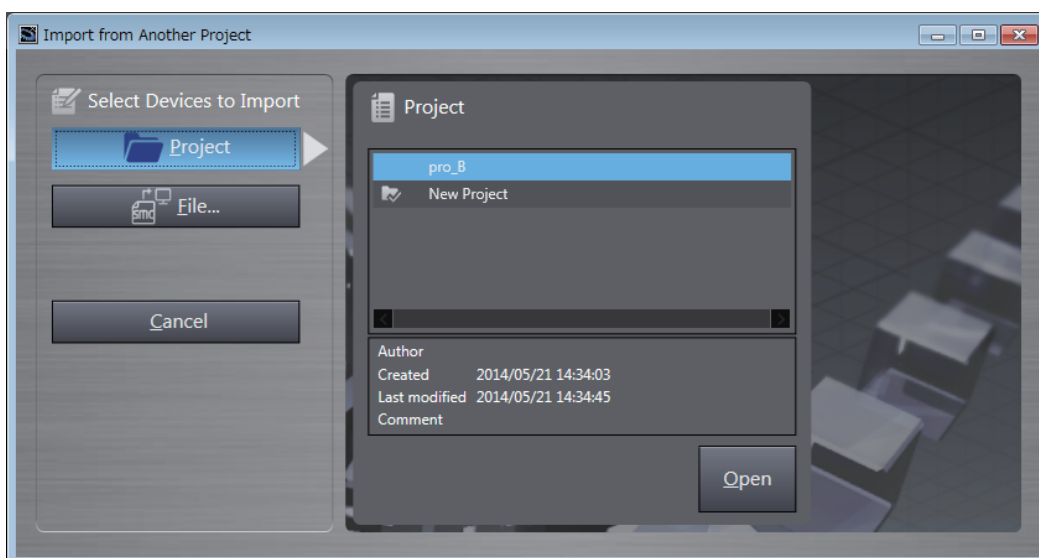 Import from Another Project
Select Devices to Import
Project
smc
File...
Cancel
Project
pro_B
New Project
Author
Created 2014/05/21 14:34:03
Last modified 2014/05/21 14:34:45
Comment
Open